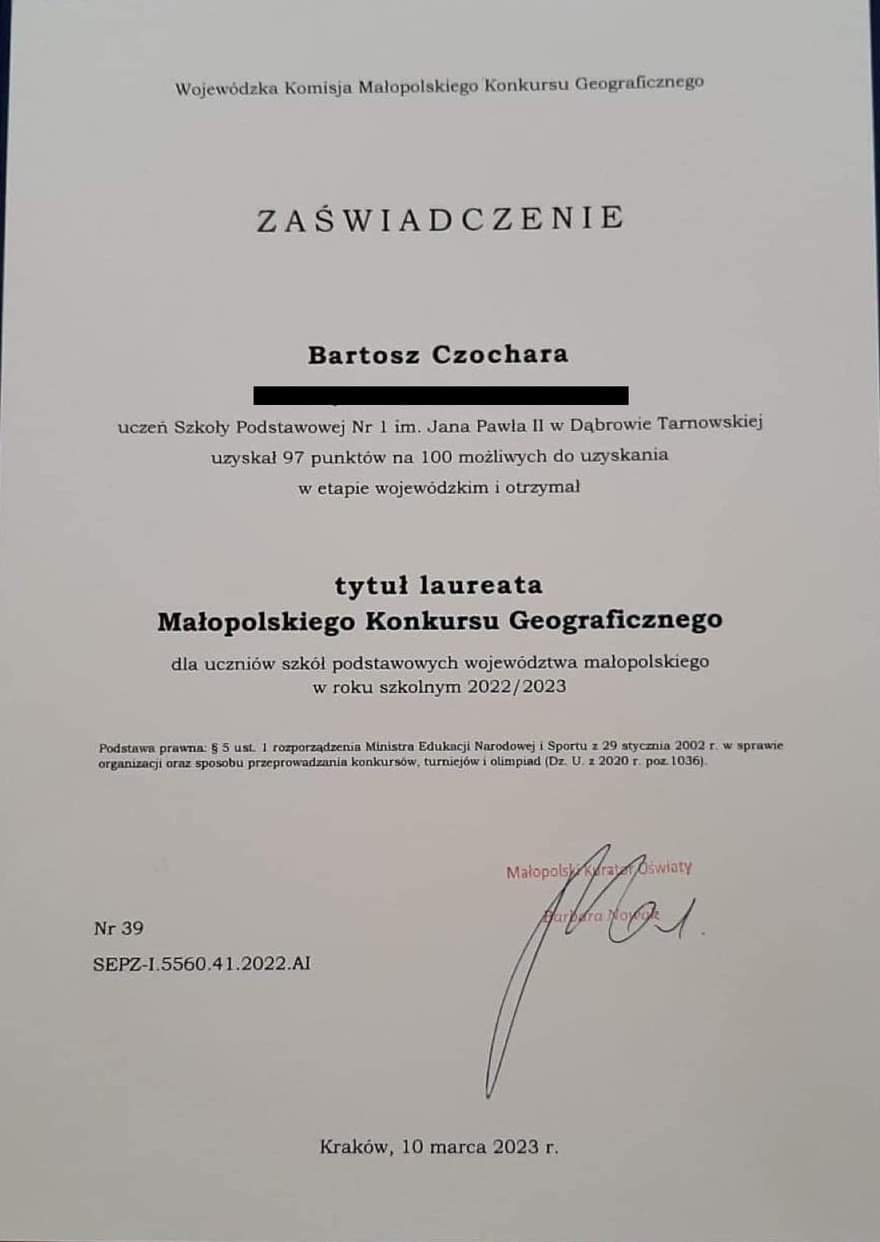 Wojewódzka Komisja Małopolskiego Konkursu Geograficznego
ZAŚWIADCZENIE
Bartosz Czochara
uczeń Szkoły Podstawowej Nr 1 im. Jana Pawła II w Dąbrowie Tarnowskiej
uzyskał 97 punktów na 100 możliwych do uzyskania
w etapie wojewódzkim i otrzymał
tytuł laureata
Małopolskiego Konkursu Geograficznego
dla uczniów szkół podstawowych województwa małopolskiego
w roku szkolnym 2022/2023
Podstawa prawna: § 5 ust. 1 rozporządzenia Ministra Edukacji Narodowej i Sportu z 29 stycznia 2002 r. w sprawie
organizacji oraz sposobu przeprowadzania konkursów, turniejów i olimpiad (Dz. U. z 2020 r. poz.1036).
Małopolski Kurator Oświaty
Barbara Nowak
Nr 39
SEPZ-I.5560.41.2022.AI
Kraków, 10 marca 2023 r.